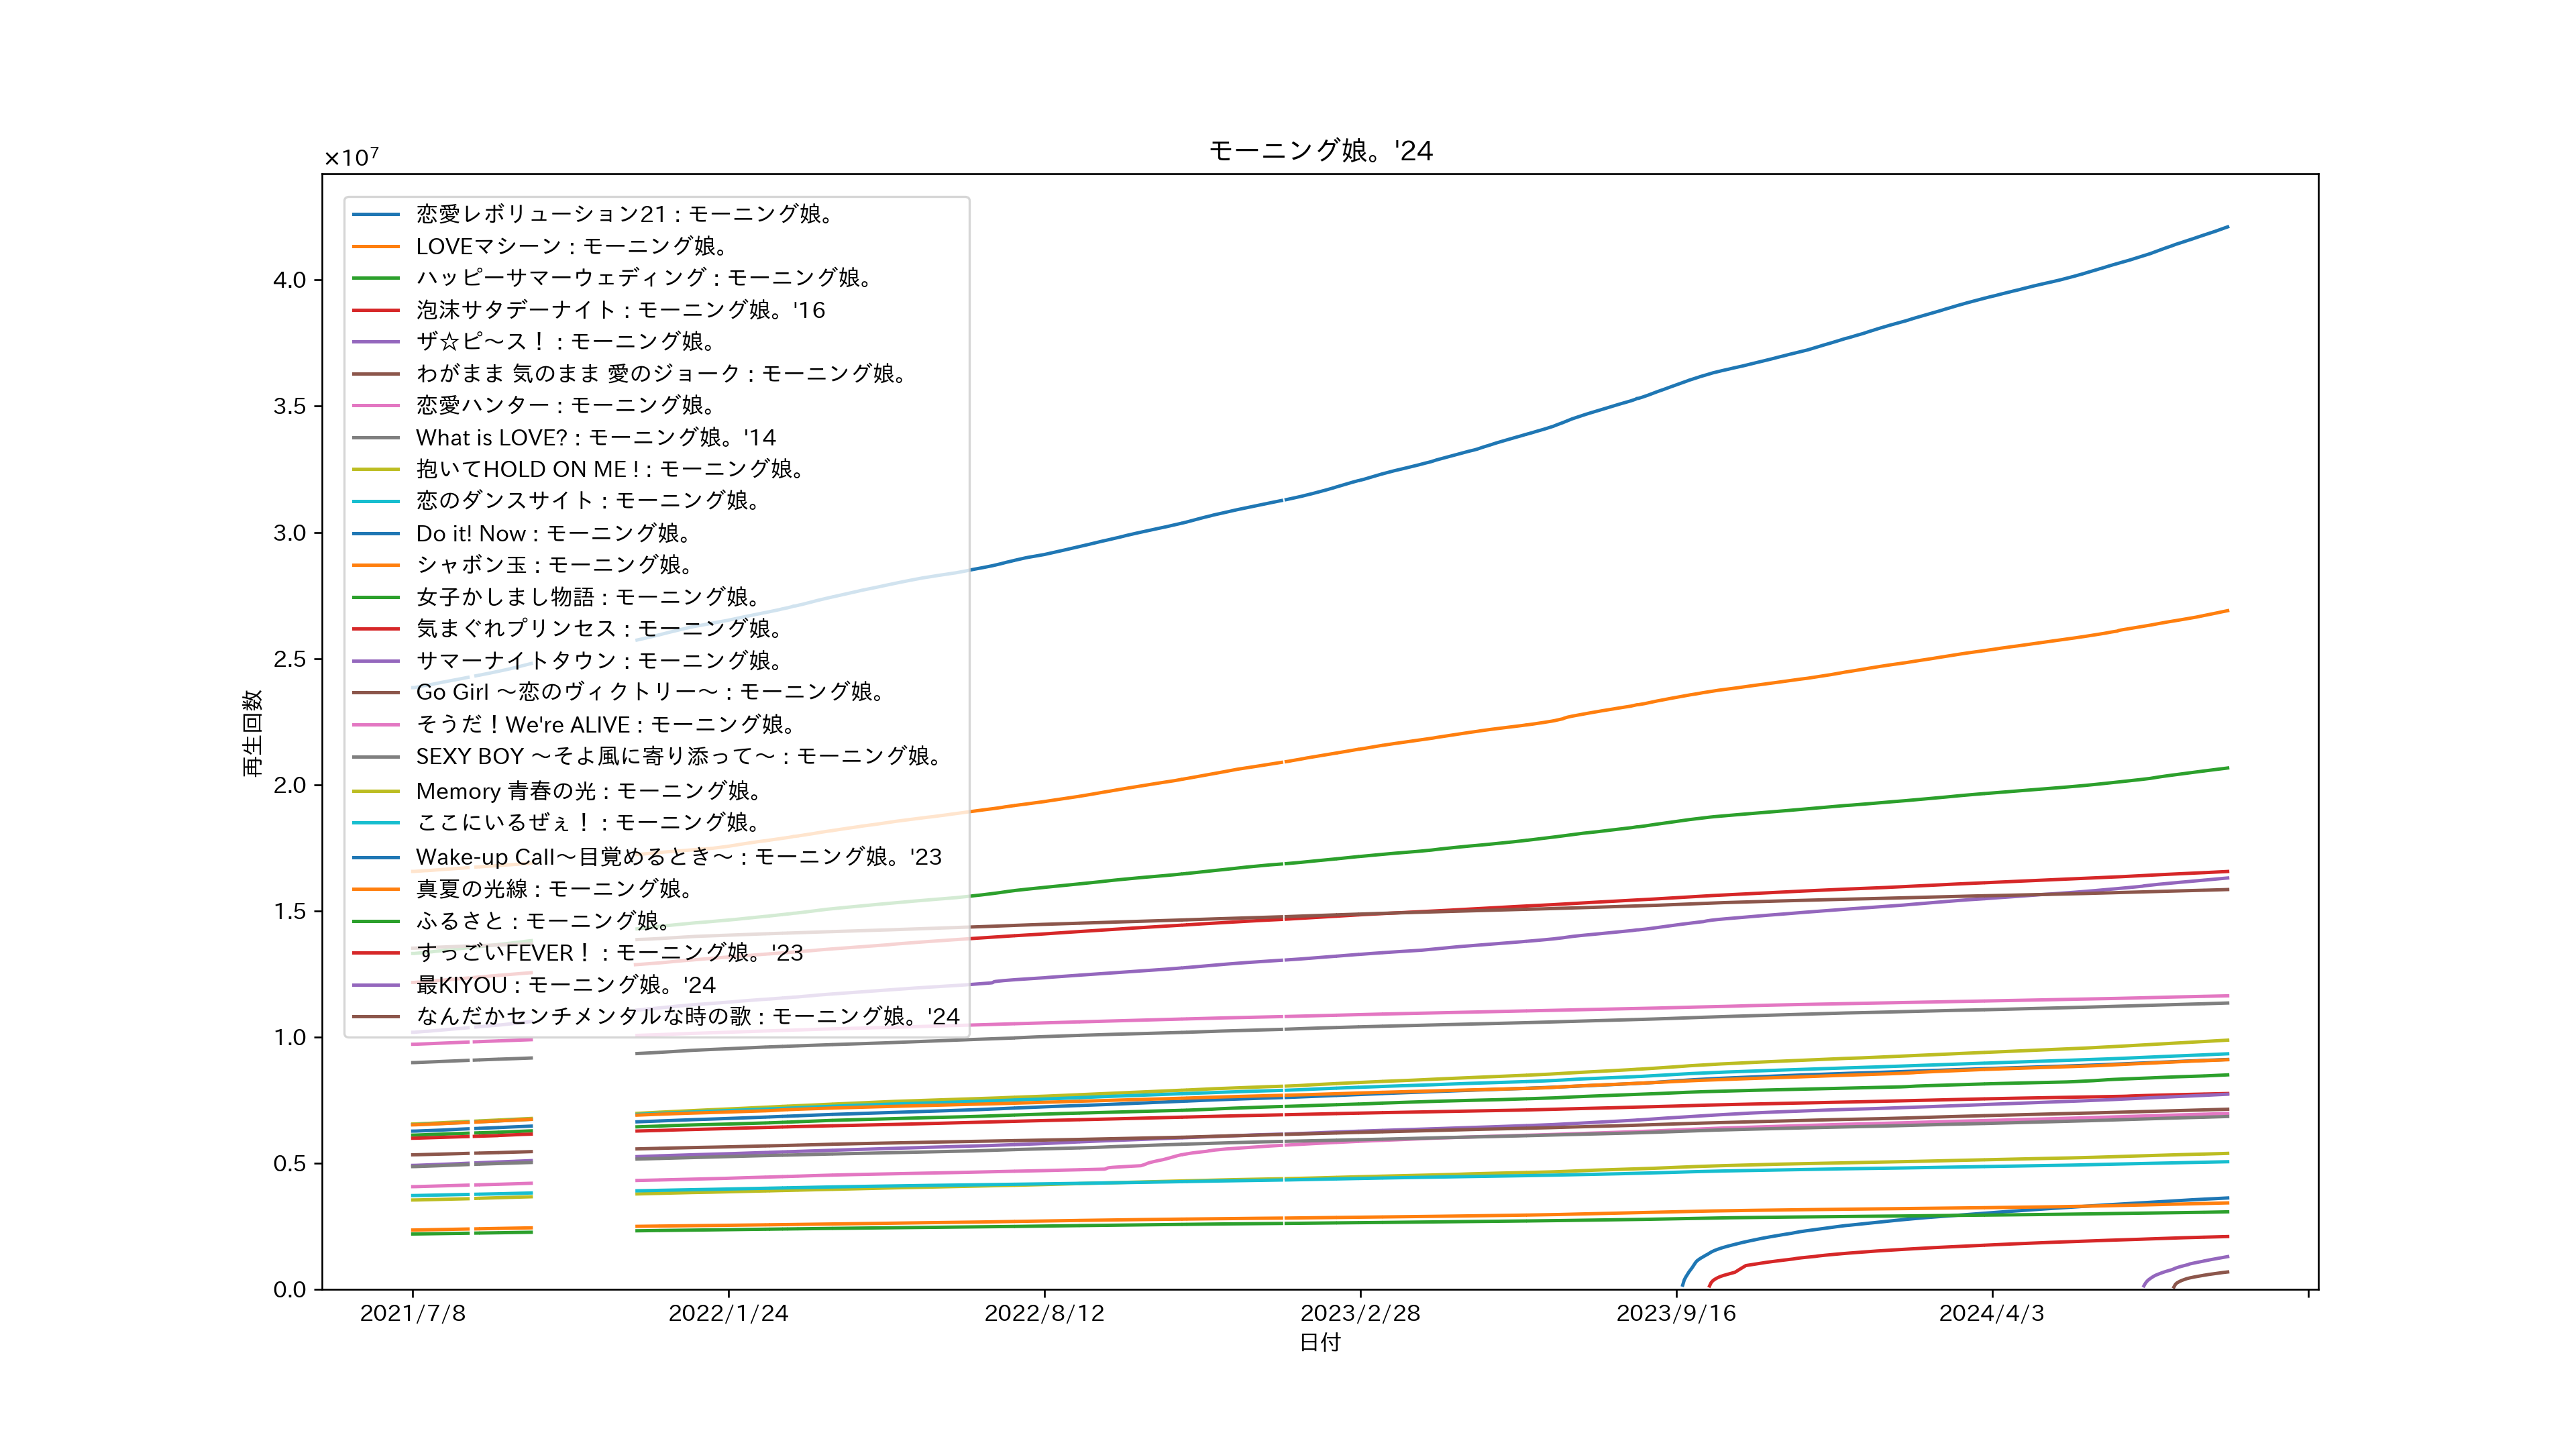 モーニング娘。'24
×10⁷
恋愛レボリューション21 : モーニング娘。
LOVEマシーン : モーニング娘。
ハッピーサマーウェディング : モーニング娘。
泡沫サタデーナイト : モーニング娘。'16
ザ☆ピ～ス！ : モーニング娘。
わがまま 気のまま 愛のジョーク : モーニング娘。
恋愛ハンター : モーニング娘。
What is LOVE? : モーニング娘。'14
抱いてHOLD ON ME ! : モーニング娘。
恋のダンスサイト : モーニング娘。
Do it! Now : モーニング娘。
シャボン玉 : モーニング娘。
女子かしまし物語 : モーニング娘。
気まぐれプリンセス : モーニング娘。
サマーナイトタウン : モーニング娘。
Go Girl ～恋のヴィクトリー～ : モーニング娘。
そうだ！We're ALIVE : モーニング娘。
SEXY BOY ～そよ風に寄り添って～ : モーニング娘。
Memory 青春の光 : モーニング娘。
ここにいるぜぇ！ : モーニング娘。
Wake-up Call～目覚めるとき～ : モーニング娘。'23
真夏の光線 : モーニング娘。
ふるさと : モーニング娘。
すっごいFEVER！ : モーニング娘。'23
最KIYOU : モーニング娘。'24
なんだかセンチメンタルな時の歌 : モーニング娘。'24
4.0
3.5
3.0
2.5
2.0
1.5
1.0
0.5
0.0
再生回数
2021/7/8
2022/1/24
2022/8/12
2023/2/28
2023/9/16
2024/4/3
日付